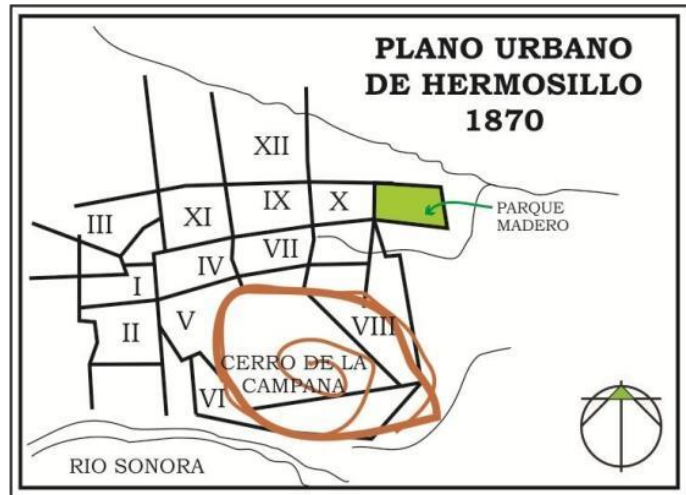 PLANO URBANO
DE HERMOSILLO
1870
XII
III
XI
IX
X
PARQUE
MADERO
IV
VII
I
II
V
VIII
CERRO DE LA
CAMPANA
VI
RIO SONORA